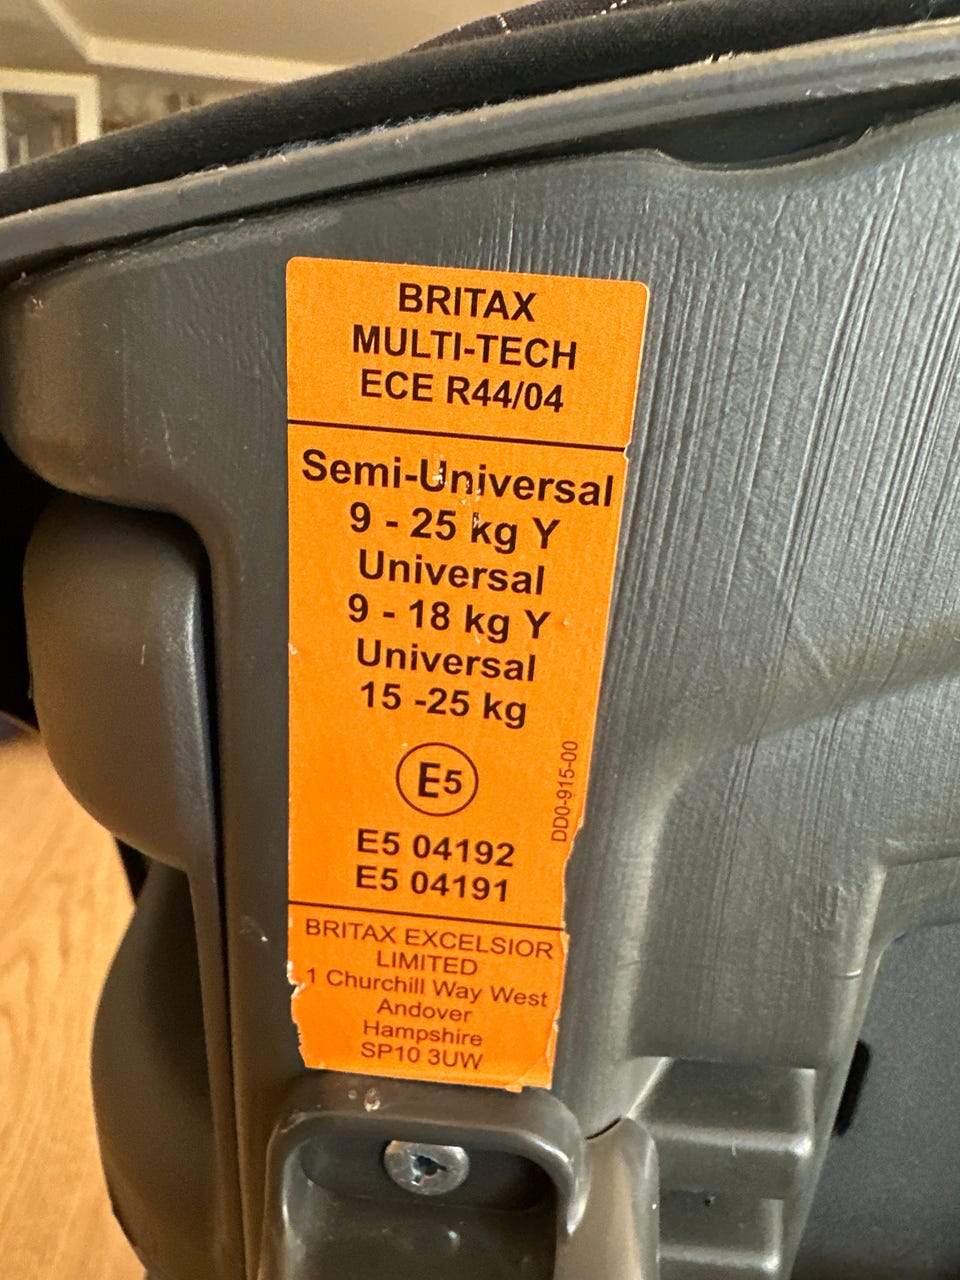 BRITAX
MULTI-TECH
ECE R44/04
Semi-Universal
9 - 25 kg Y
Universal
9 - 18 kg Y
Universal
15 -25 kg
E5
DD0-915-00
E5 04192
E5 04191
BRITAX EXCELSIOR
LIMITED
1 Churchill Way West
Andover
Hampshire
SP10 3UW